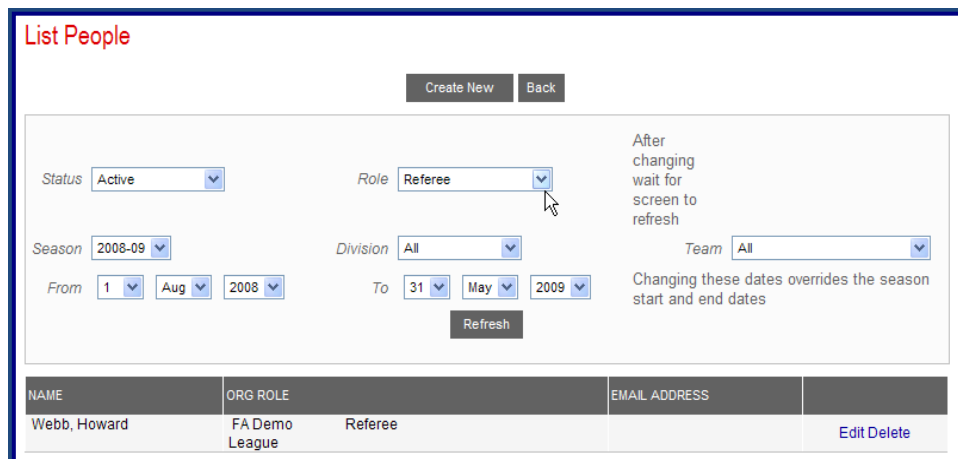 List People
Create New Back
After
changing
wait for
screen to
refresh
Status Active Role Referee
Season 2008-09 Division All Team All
From 1 Aug 2008 To 31 May 2009
Changing these dates overrides the season
start and end dates
Refresh
NAME ORG ROLE EMAIL ADDRESS
Webb, Howard FA Demo Referee
League
Edit Delete